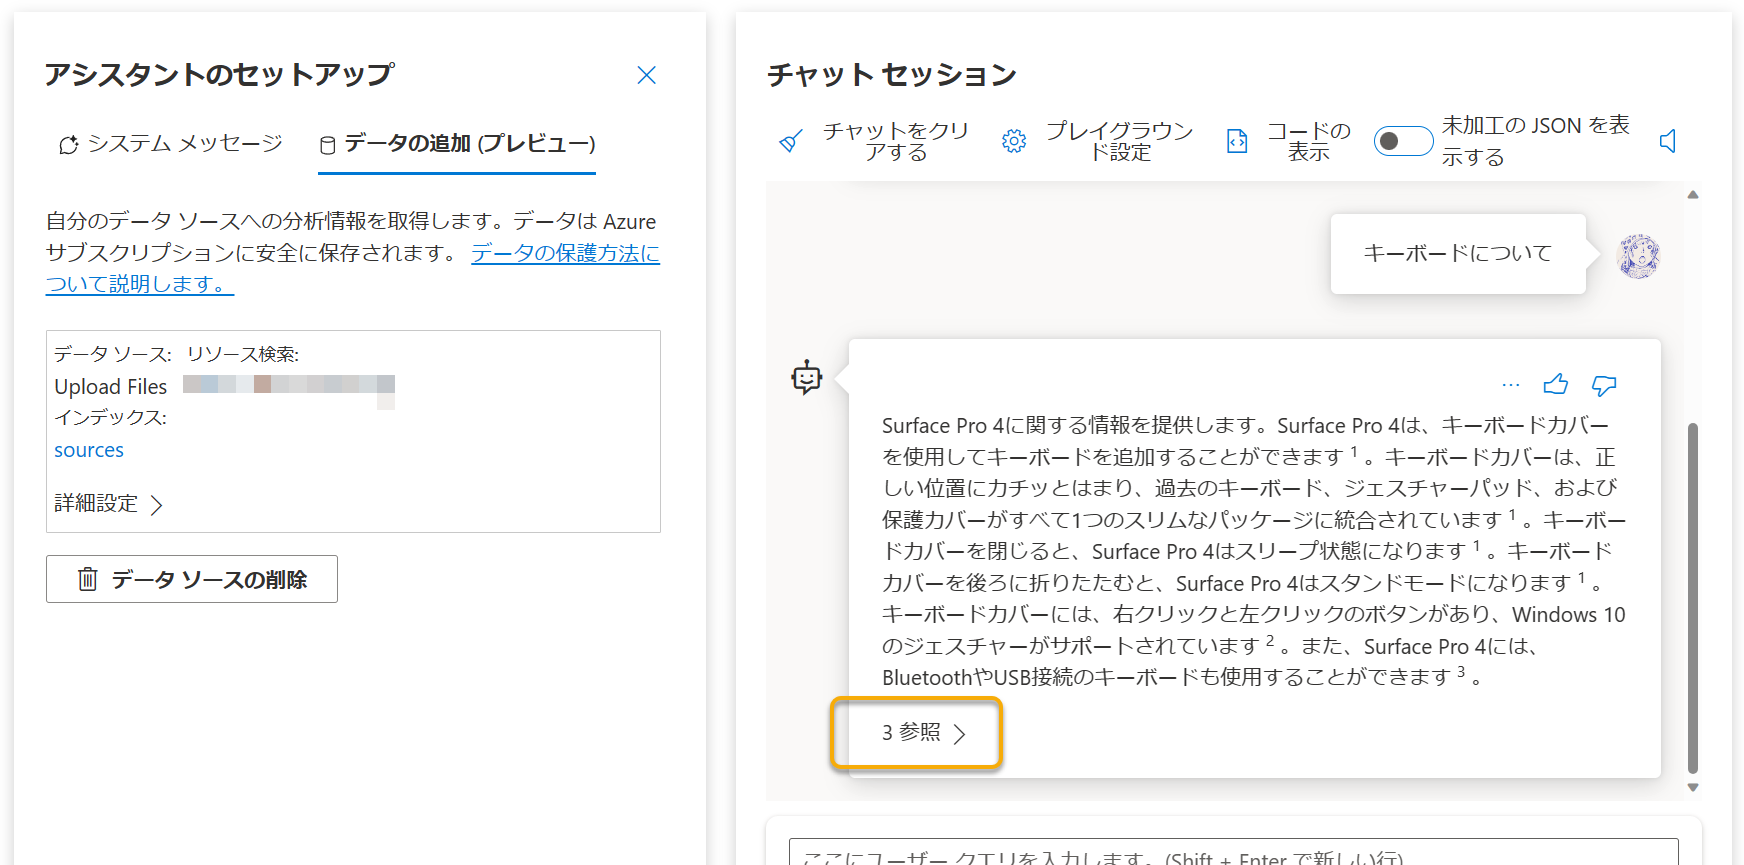 アシスタントのセットアップ
システム メッセージ
データの追加 (プレビュー)
自分のデータ ソースへの分析情報を取得します。データは Azure
サブスクリプションに安全に保存されます。 データの保護方法に
ついて説明します。
データ ソース: リソース検索:
Upload Files
インデックス:
sources
詳細設定
データ ソースの削除
チャット セッション
チャットをクリ
アする
プレイグラウン
ド設定
コードの
表示
未加工の JSON を表
示する
キーボードについて
Surface Pro 4に関する情報を提供します。Surface Pro 4は、キーボードカバー
を使用してキーボードを追加することができます 1 。キーボードカバーは、正
しい位置にカチッとはまり、過去のキーボード、ジェスチャーパッド、および
保護カバーがすべて1つのスリムなパッケージに統合されています 1 。キーボー
ドカバーを閉じると、Surface Pro 4はスリープ状態になります 1 。キーボード
カバーを後ろに折りたたむと、Surface Pro 4はスタンドモードになります 1 。
キーボードカバーには、右クリックと左クリックのボタンがあり、Windows 10
のジェスチャーがサポートされています 2 。また、Surface Pro 4には、
BluetoothやUSB接続のキーボードも使用することができます 3 。
3 参照
ここにユーザー クエリを入力します。(Shift + Enter で新しい行)